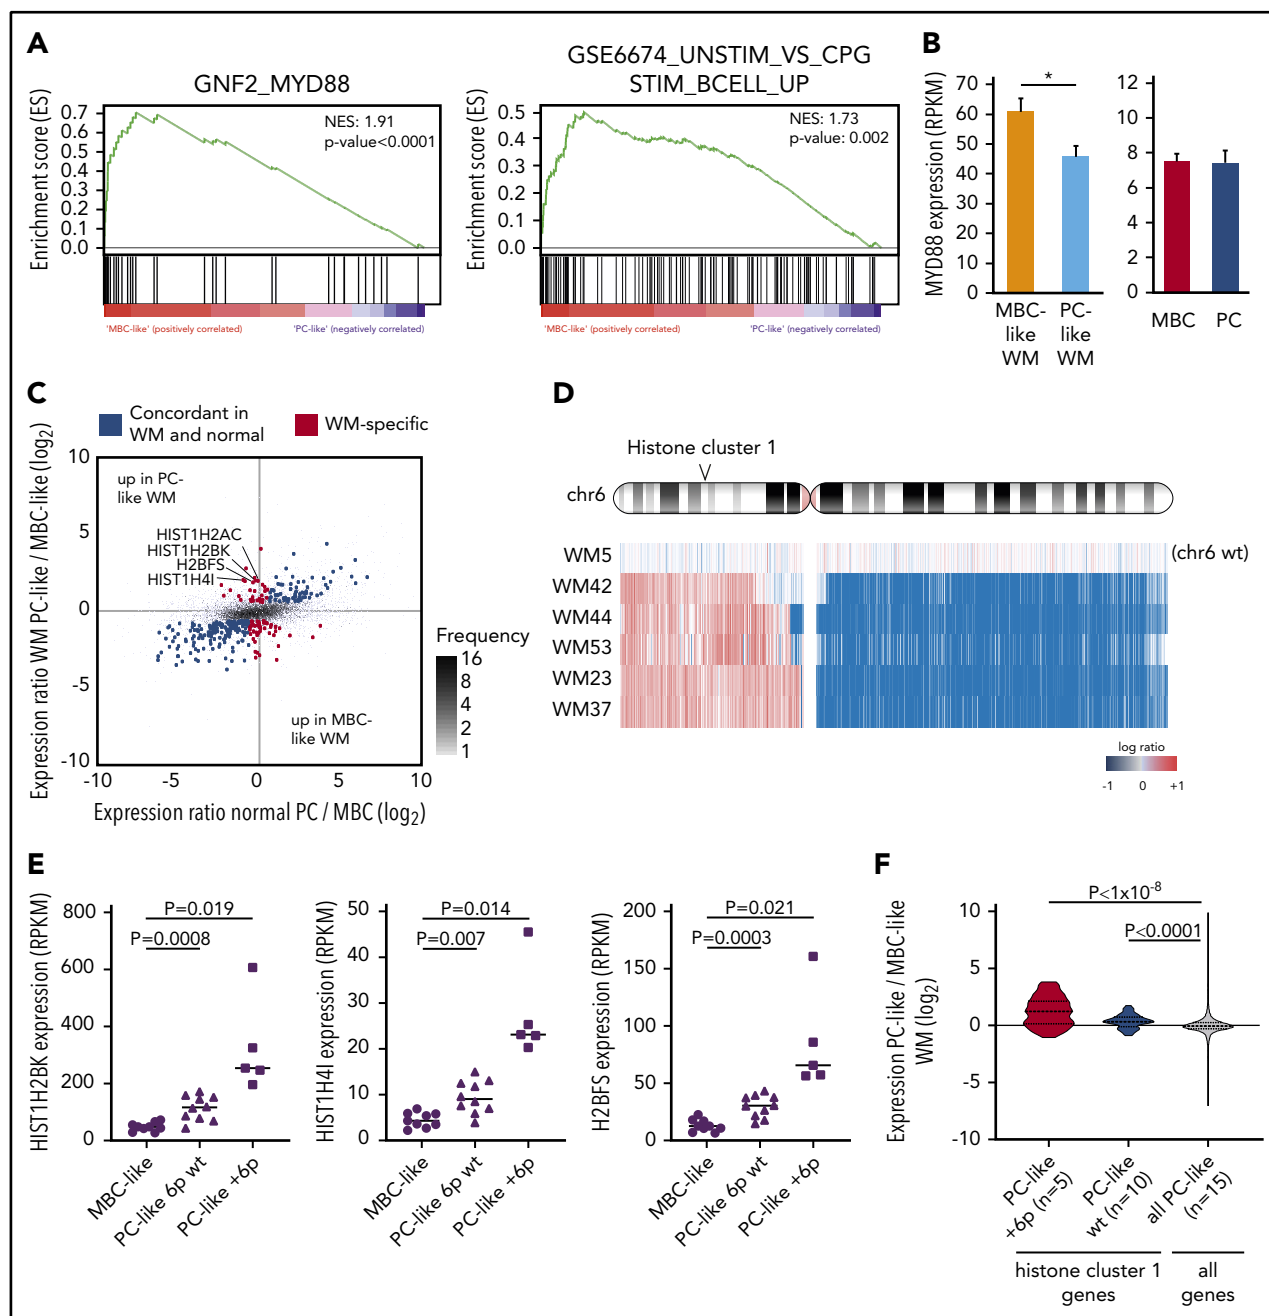 A
GNF2_MYD88
Enrichment score (ES)
0.7
0.6
0.5
0.4
0.3
0.2
0.1
0.0
NES: 1.91
p-value<0.0001
'MBC-like' (positively correlated)
'PC-like' (negatively correlated)
GSE6674_UNSTIM_VS_CPG
STIM_BCELL_UP
Enrichment score (ES)
0.5
0.4
0.3
0.2
0.1
0.0
NES: 1.73
p-value: 0.002
'MBC-like' (positively correlated)
'PC-like' (negatively correlated)
B
MYD88 expression (RPKM)
70
60
50
40
30
20
10
0
*
MBC-
like
WM
PC-
like
WM
12
10
8
6
4
2
0
MBC
PC
C
Concordant in
WM and normal
WM-specific
Expression ratio WM PC-like / MBC-like (log2)
10
5
0
-5
-10
up in PC-
like WM
HIST1H2AC
HIST1H2BK
H2BFS
HIST1H4I
up in MBC-
like WM
-10
-5
0
5
10
Expression ratio normal PC / MBC (log2)
Frequency
16
8
4
2
1
D
Histone cluster 1
chr6
WM5
(chr6 wt)
WM42
WM44
WM53
WM23
WM37
log ratio
-1
0
+1
E
HIST1H2BK expression (RPKM)
800
600
400
200
0
P=0.019
P=0.0008
MBC-like
PC-like 6p wt
PC-like +6p
HIST1H4I expression (RPKM)
50
40
30
20
10
0
P=0.014
P=0.007
MBC-like
PC-like 6p wt
PC-like +6p
H2BFS expression (RPKM)
200
150
100
50
0
P=0.021
P=0.0003
MBC-like
PC-like 6p wt
PC-like +6p
F
Expression PC-like / MBC-like
WM (log2)
10
5
0
-5
-10
P<1x10-8
P<0.0001
PC-like
+6p (n=5)
PC-like
wt (n=10)
all PC-like
(n=15)
histone cluster 1
genes
all
genes